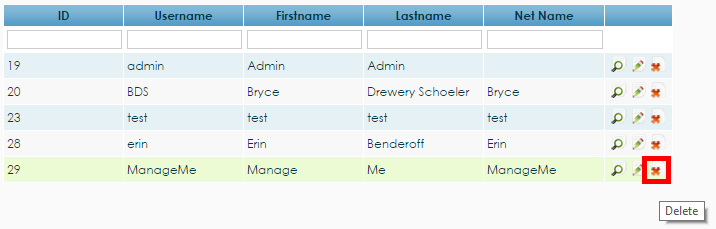 ID Username Firstname Lastname Net Name
19 admin Admin Admin
20 BDS Bryce Drewery Schoeler Bryce
23 test test test test
28 erin Erin Benderoff Erin
29 ManageMe Manage Me ManageMe
Delete